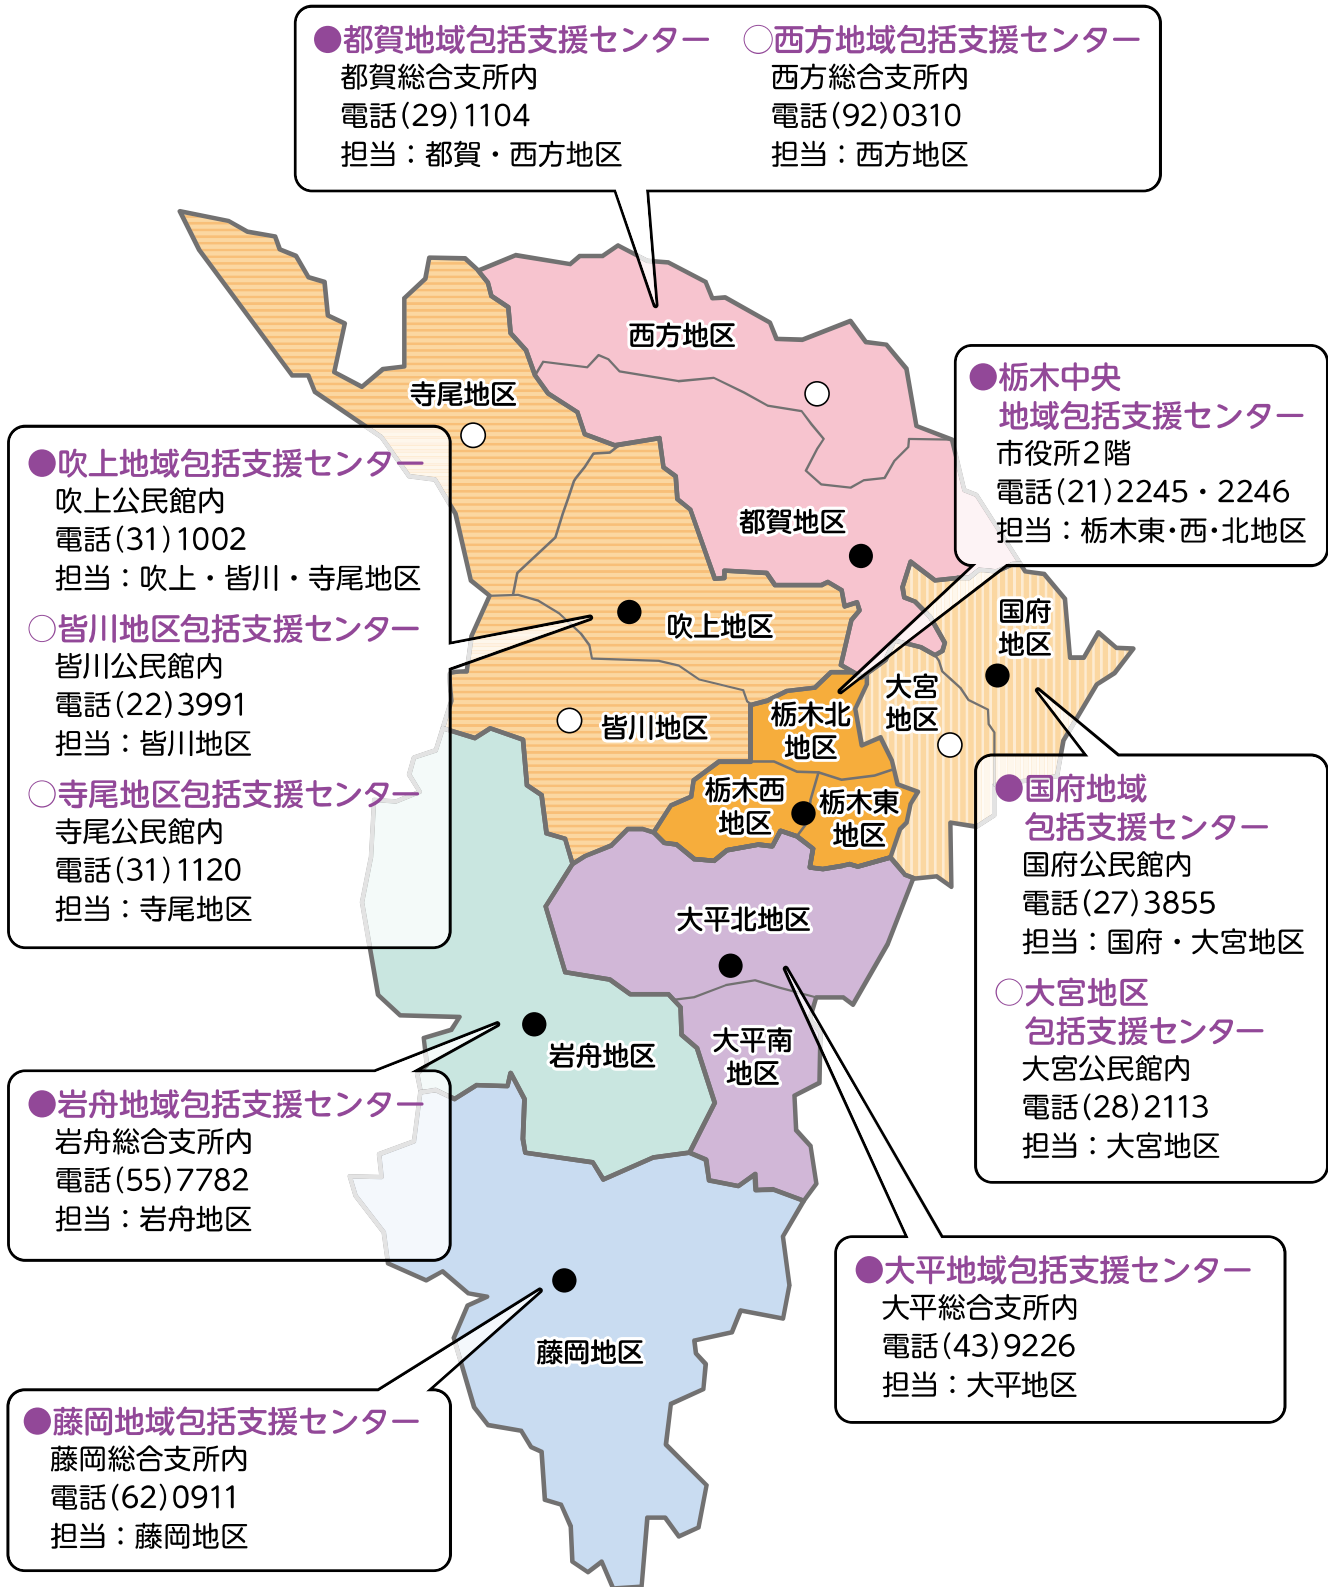 ●都賀地域包括支援センター
都賀総合支所内
電話(29)1104
担当：都賀・西方地区
○西方地域包括支援センター
西方総合支所内
電話(92)0310
担当：西方地区
西方地区
寺尾地区
●栃木中央
地域包括支援センター
市役所2階
電話(21)2245・2246
担当：栃木東･西･北地区
●吹上地域包括支援センター
吹上公民館内
電話(31)1002
担当：吹上・皆川・寺尾地区
○皆川地区包括支援センター
皆川公民館内
電話(22)3991
担当：皆川地区
○寺尾地区包括支援センター
寺尾公民館内
電話(31)1120
担当：寺尾地区
都賀地区
吹上地区
国府
地区
大宮
地区
皆川地区
栃木北
地区
栃木西
地区
栃木東
地区
●国府地域
包括支援センター
国府公民館内
電話(27)3855
担当：国府・大宮地区
○大宮地区
包括支援センター
大宮公民館内
電話(28)2113
担当：大宮地区
大平北地区
大平南
地区
岩舟地区
●岩舟地域包括支援センター
岩舟総合支所内
電話(55)7782
担当：岩舟地区
●大平地域包括支援センター
大平総合支所内
電話(43)9226
担当：大平地区
藤岡地区
●藤岡地域包括支援センター
藤岡総合支所内
電話(62)0911
担当：藤岡地区